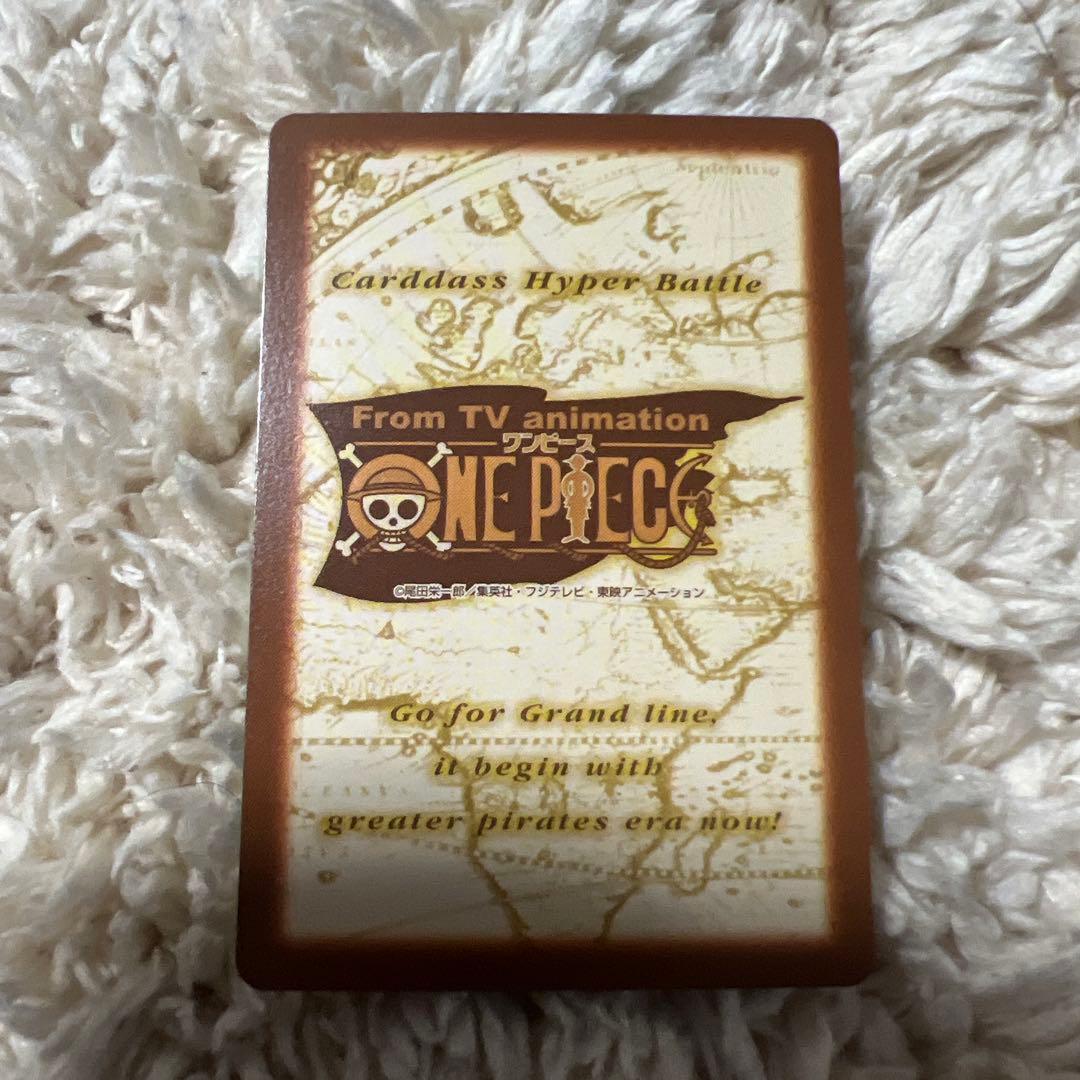 Septentrio
Carddass Hyper Battle
From TV animation
ワンピース
ONE PIECE
©尾田栄一郎／集英社・フジテレビ・東映アニメーション
Go for Grand line,
it begin with
greater pirates era now!